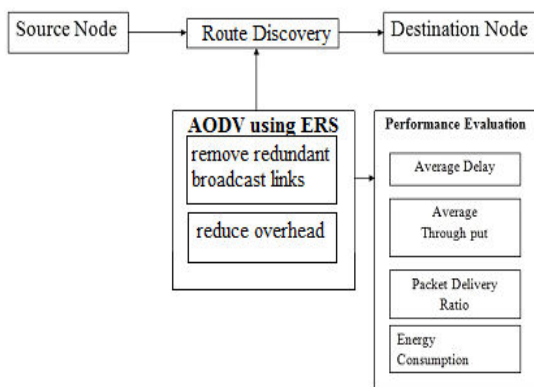 Source Node
Route Discovery
Destination Node
AODV using ERS
remove redundant
broadcast links
reduce overhead
Performance Evaluation
Average Delay
Average
Through put
Packet Delivery
Ratio
Energy
Consumption